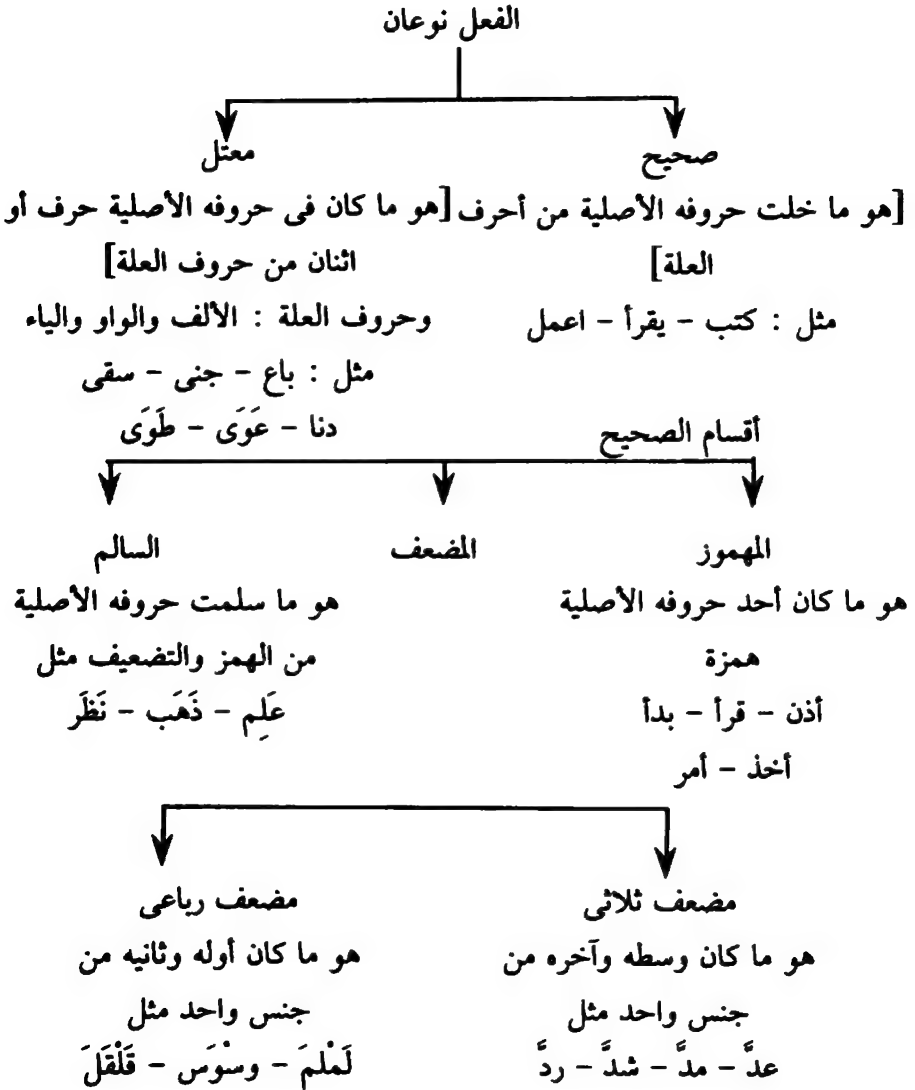 الفعل نوعان
صحيح
معتل
[هو ما خلت حروفه الأصلية من أحرف
العلة]
[هو ما كان فى حروفه الأصلية حرف أو
اثنان من حروف العلة]
مثل : كتب - يقرأ - اعمل
وحروف العلة : الألف والواو والياء
مثل : باع - جنى - سقى
دنا - عَوَى - طَوَى
أقسام الصحيح
المهموز
المضعف
السالم
هو ما كان أحد حروفه الأصلية
همزة
أذن - قرأ - بدأ
أخذ - أمر
هو ما سلمت حروفه الأصلية
من الهمز والتضعيف مثل
عَلِم - ذَهَب - نَظَر
مضعف ثلاثى
هو ما كان وسطه وآخره من
جنس واحد مثل
عدَّ - مدَّ - شدَّ - ردَّ
مضعف رباعى
هو ما كان أوله وثانيه من
جنس واحد مثل
لَمْلمَ - وسْوَس - قَلْقَلَ